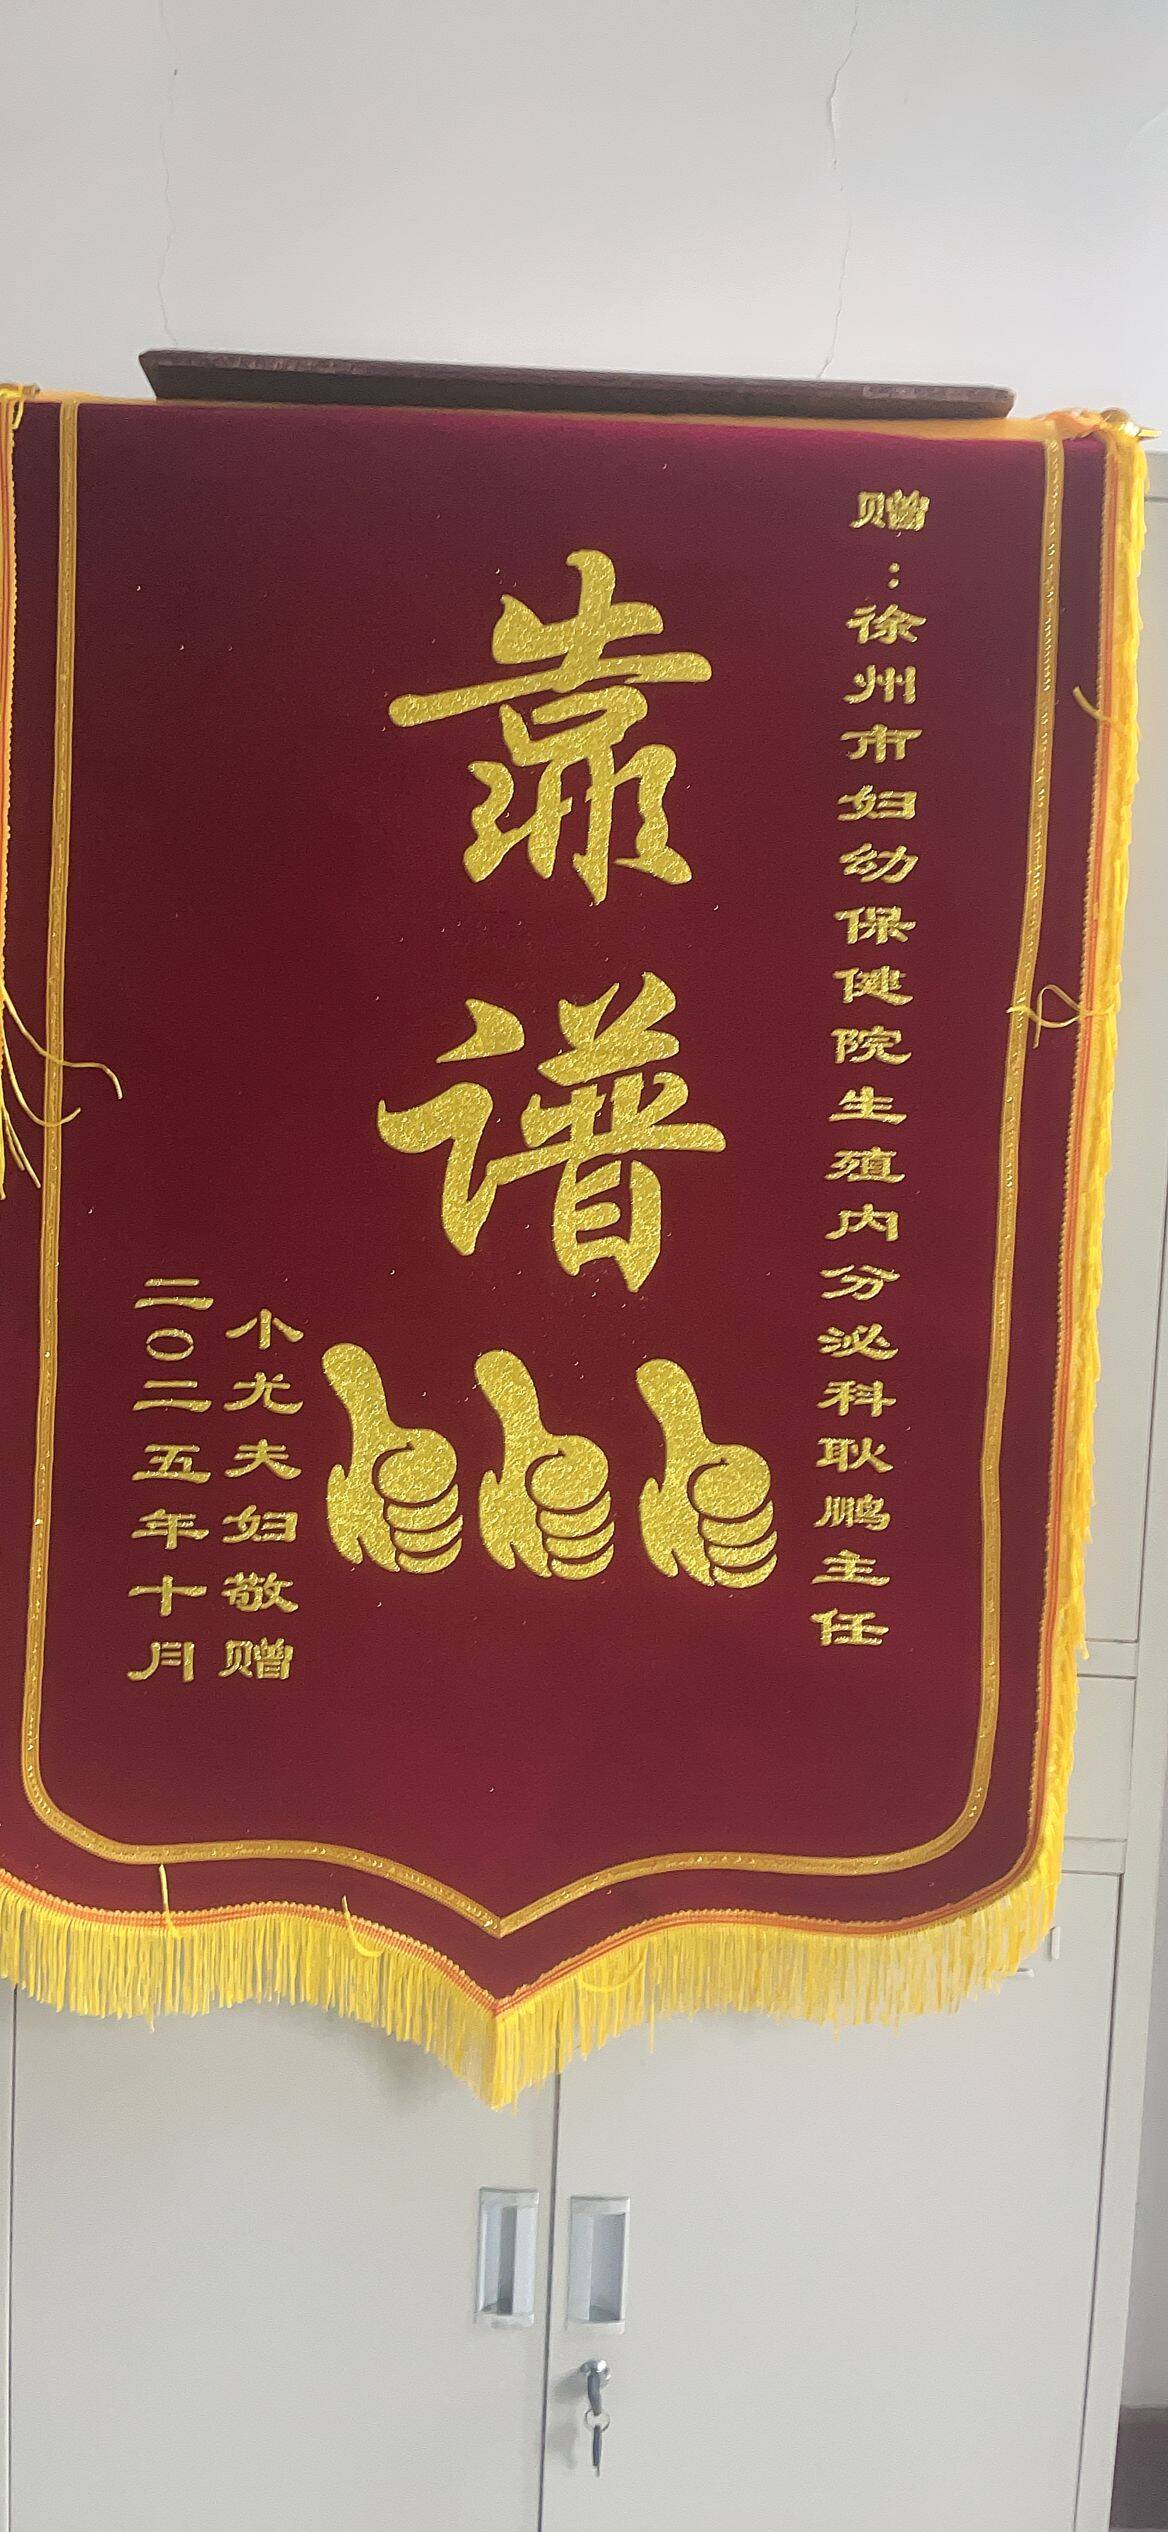 赠：徐州市妇幼保健院生殖内分泌科耿鹏主任
靠谱
小尤夫妇敬赠
二〇二五年十月